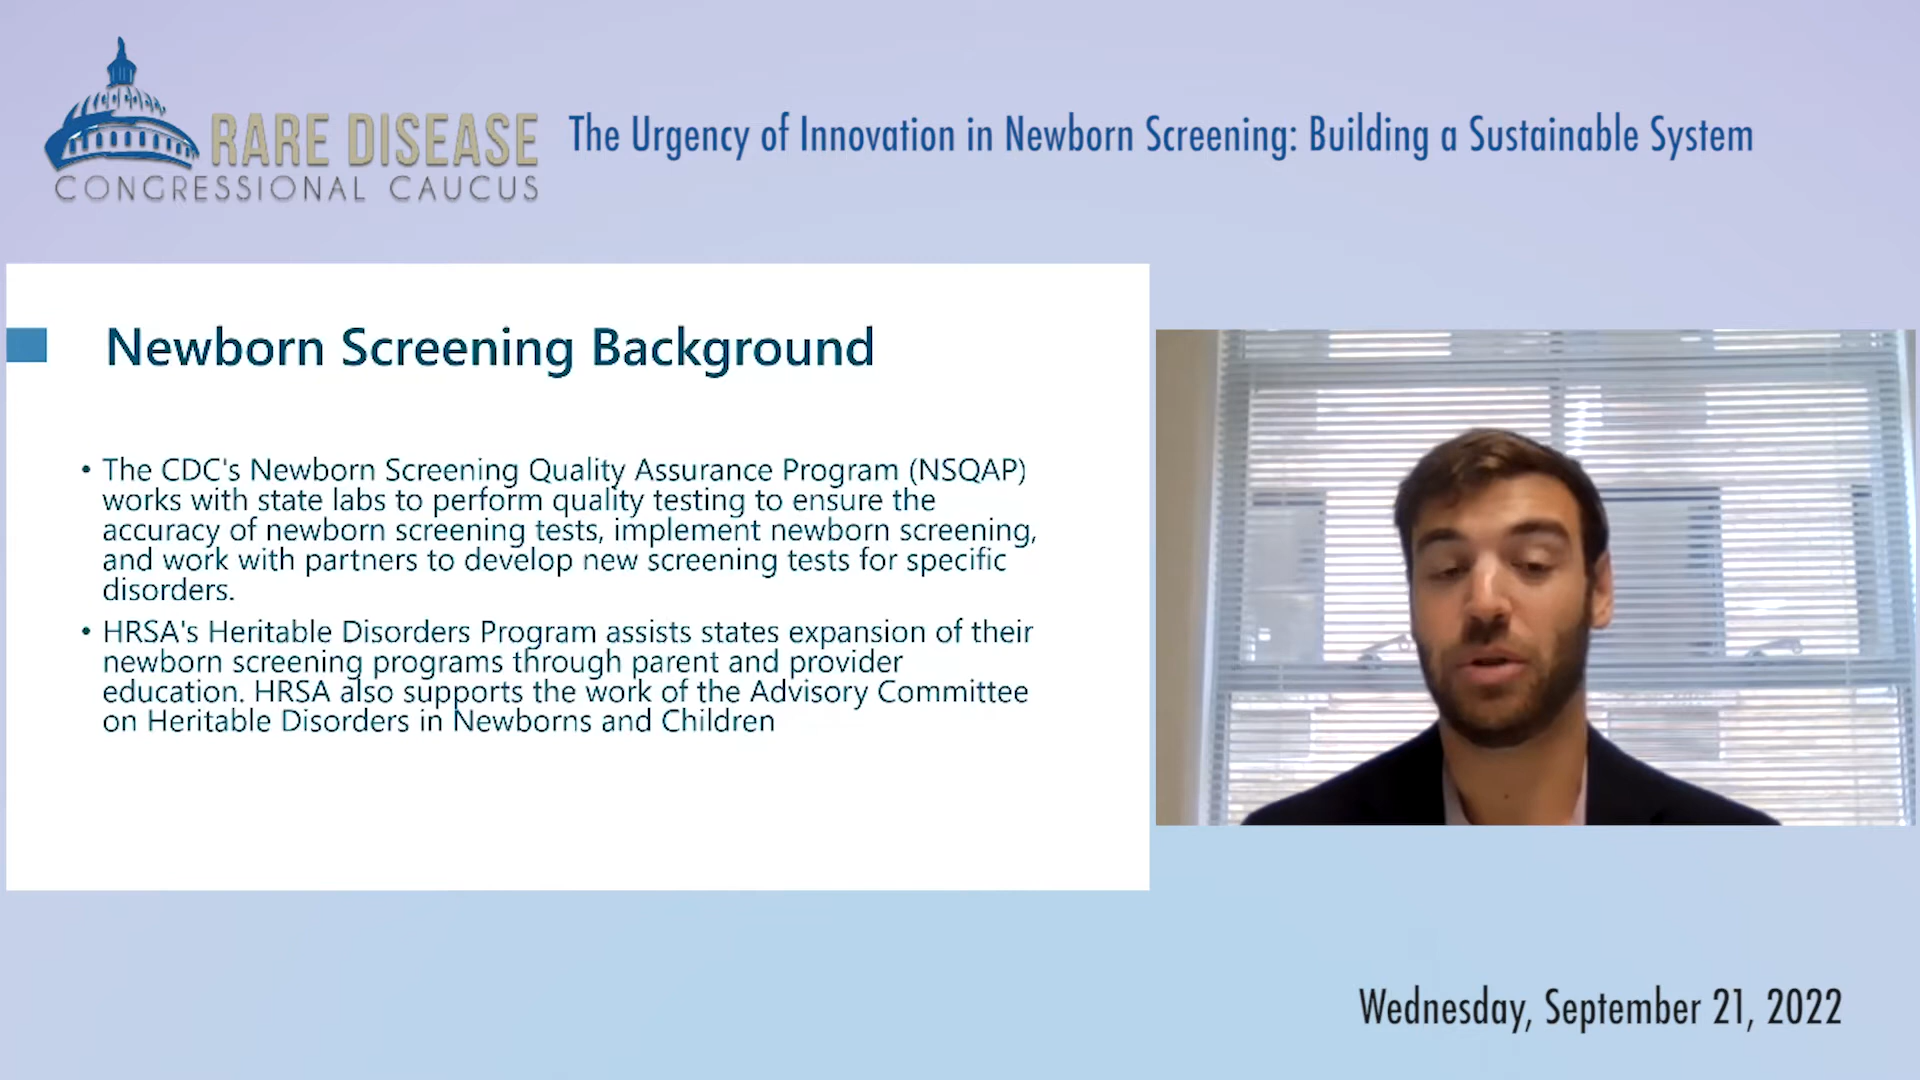 RARE DISEASE
CONGRESSIONAL CAUCUS
The Urgency of Innovation in Newborn Screening: Building a Sustainable System
Newborn Screening Background
• The CDC's Newborn Screening Quality Assurance Program (NSQAP)
works with state labs to perform quality testing to ensure the
accuracy of newborn screening tests, implement newborn screening,
and work with partners to develop new screening tests for specific
disorders.
• HRSA's Heritable Disorders Program assists states expansion of their
newborn screening programs through parent and provider
education. HRSA also supports the work of the Advisory Committee
on Heritable Disorders in Newborns and Children
Wednesday, September 21, 2022